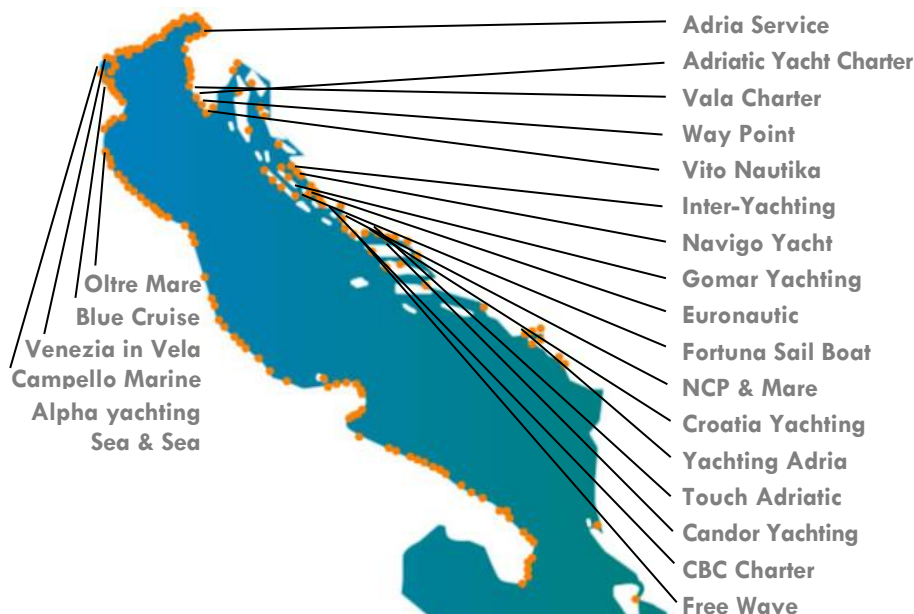 Adria Service
Adriatic Yacht Charter
Vala Charter
Way Point
Vito Nautika
Inter-Yachting
Navigo Yacht
Gomar Yachting
Euronautic
Fortuna Sail Boat
NCP & Mare
Croatia Yachting
Yachting Adria
Touch Adriatic
Candor Yachting
CBC Charter
Free Wave
Oltre Mare
Blue Cruise
Venezia in Vela
Campello Marine
Alpha yachting
Sea & Sea